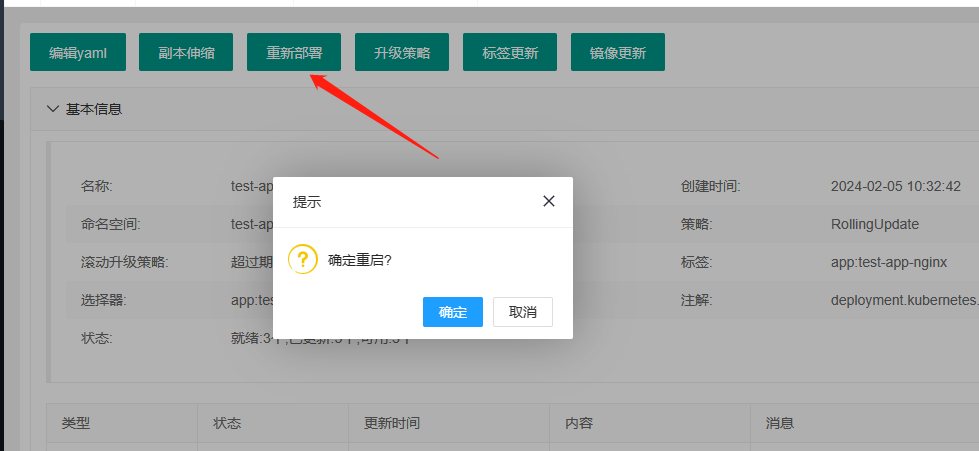 编辑yaml 副本伸缩 重新部署 升级策略 标签更新 镜像更新
基本信息
提示
确定重启?
确定 取消
名称: test-ap 创建时间: 2024-02-05 10:32:42
命名空间: test-ap 策略: RollingUpdate
滚动升级策略: 超过期 标签: app:test-app-nginx
选择器: app:tes 注解: deployment.kubernetes.
状态: 就绪:3个,已更新:3个,可用:3个
类型 状态 更新时间 内容 消息